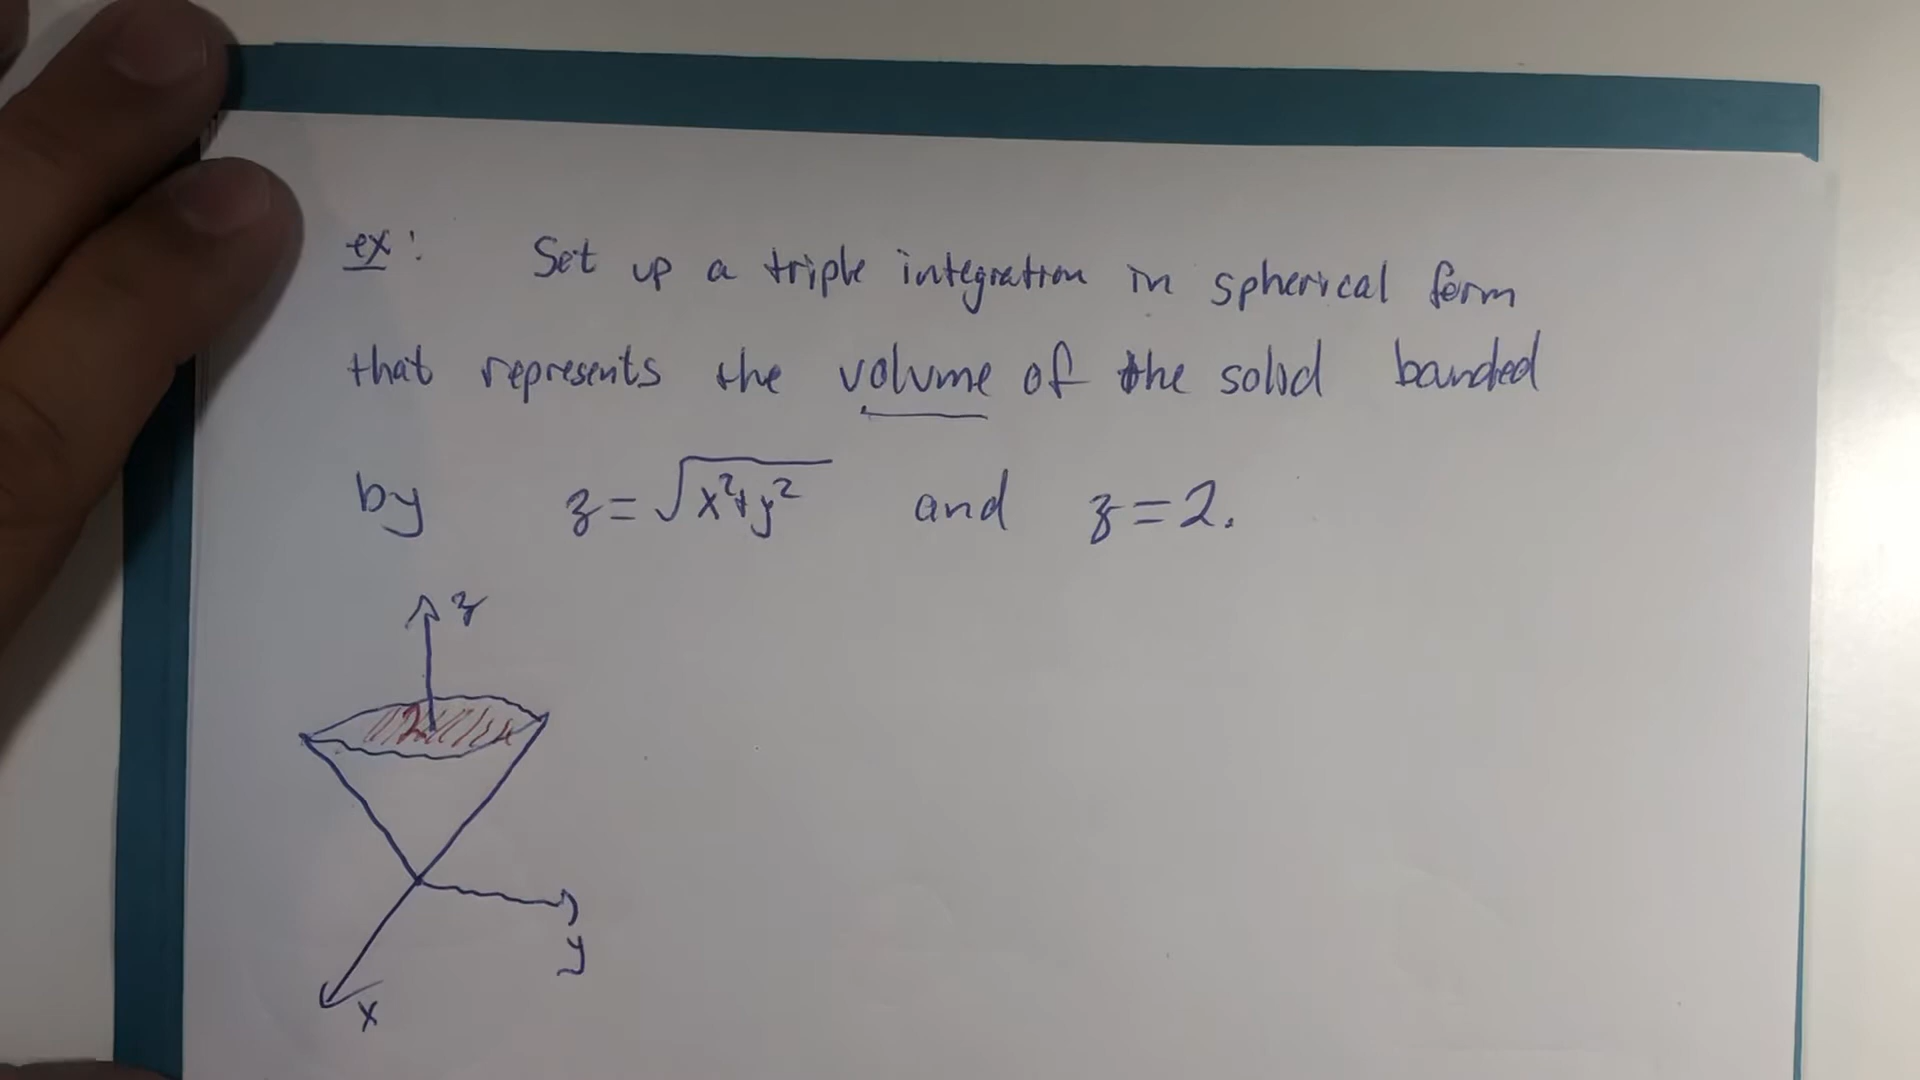 ex: Set up a triple integration in spherical form
that represents the volume of the solid bounded
by z = √x²+y² and z = 2.
z
2
y
x